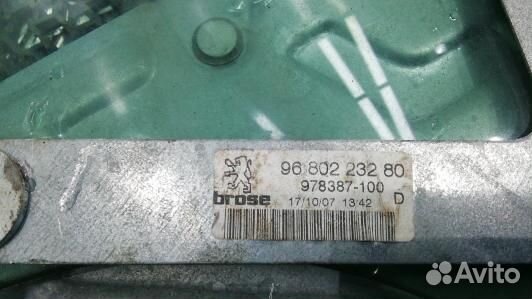 96 802 232 80
978387-100
brose 17/10/07 13:42 D
Avito